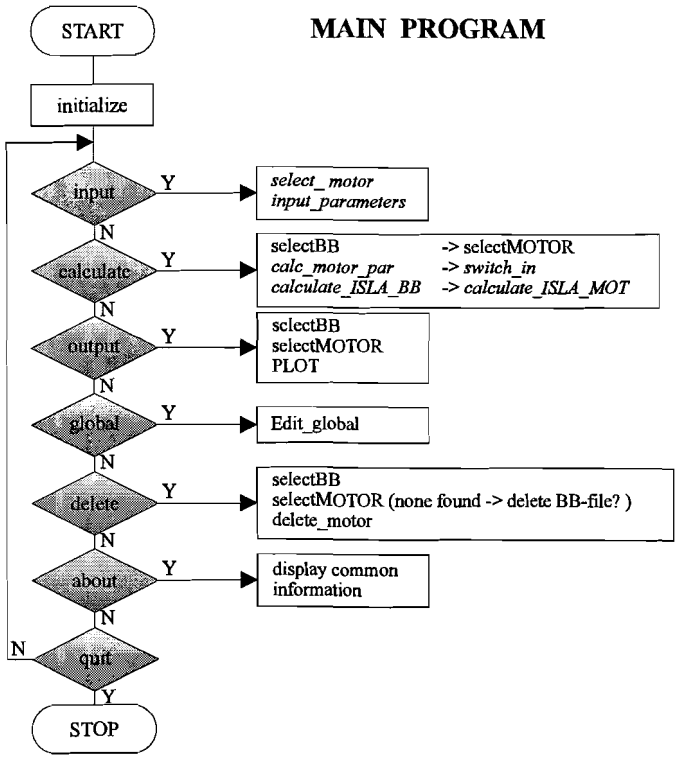 START
MAIN PROGRAM
initialize
input
Y
select_motor
input_parameters
N
calculate
Y
selectBB -> selectMOTOR
calc_motor_par -> switch_in
calculate_ISLA_BB -> calculate_ISLA_MOT
N
output
Y
selectBB
selectMOTOR
PLOT
N
global
Y
Edit_global
N
delete
Y
selectBB
selectMOTOR (none found -> delete BB-file? )
delete_motor
N
about
Y
display common
information
N
quit
N
Y
STOP